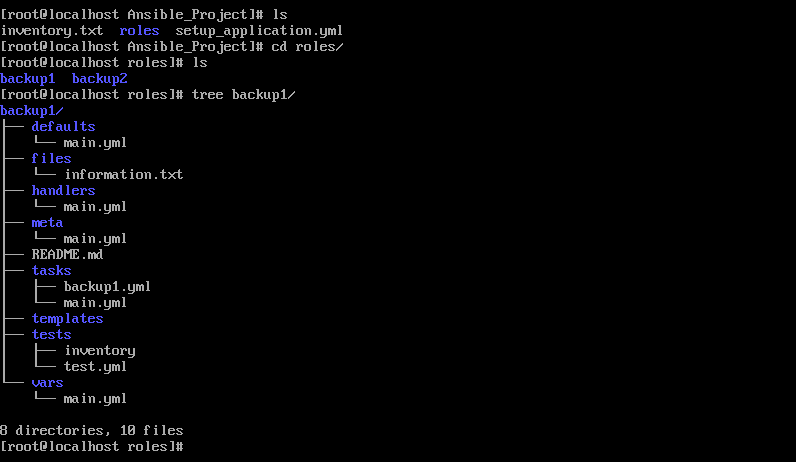 [root@localhost Ansible_Project]# ls
inventory.txt  roles  setup_application.yml
[root@localhost Ansible_Project]# cd roles/
[root@localhost roles]# ls
backup1  backup2
[root@localhost roles]# tree backup1/
backup1/
├── defaults
│   └── main.yml
├── files
│   └── information.txt
├── handlers
│   └── main.yml
├── meta
│   └── main.yml
├── README.md
├── tasks
│   ├── backup1.yml
│   └── main.yml
├── templates
├── tests
│   ├── inventory
│   └── test.yml
└── vars
    └── main.yml

8 directories, 10 files
[root@localhost roles]#